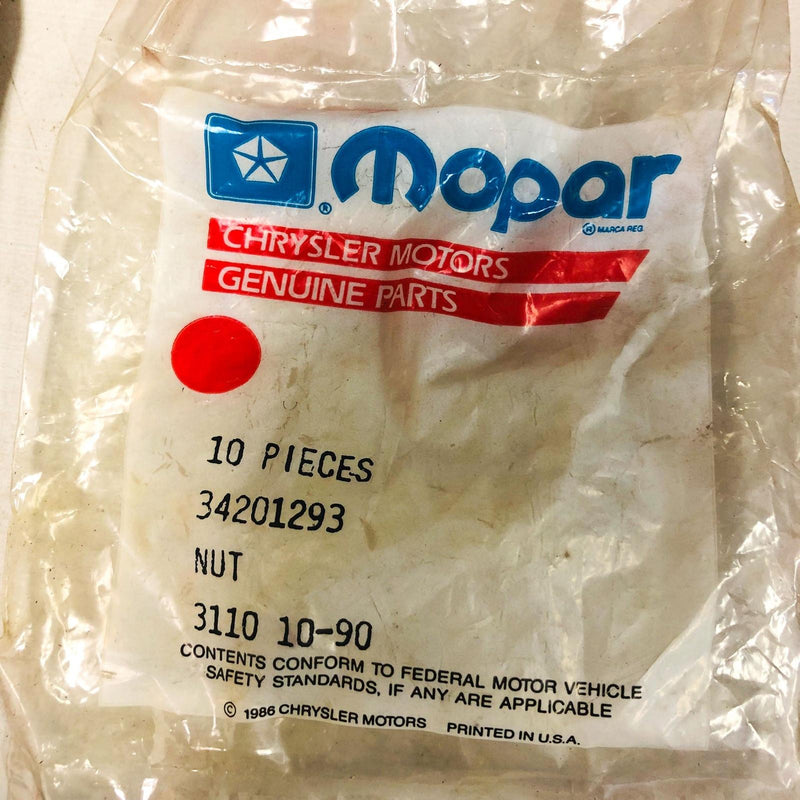 mopar
® ® MARCA REG.
CHRYSLER MOTORS
GENUINE PARTS
10 PIECES
34201293
NUT
3110 10-90
CONTENTS CONFORM TO FEDERAL MOTOR VEHICLE
SAFETY STANDARDS, IF ANY ARE APPLICABLE
© 1986 CHRYSLER MOTORS PRINTED IN U.S.A.